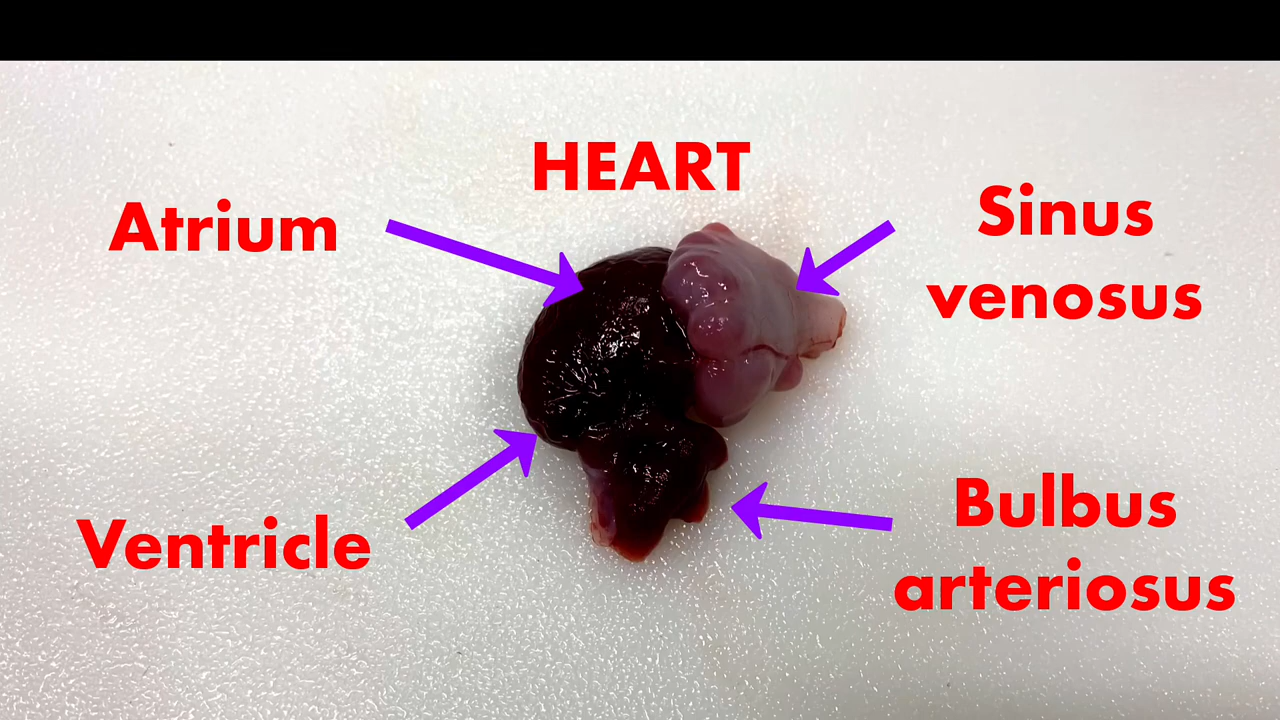 HEART
Atrium
Sinus
venosus
Ventricle
Bulbus
arteriosus